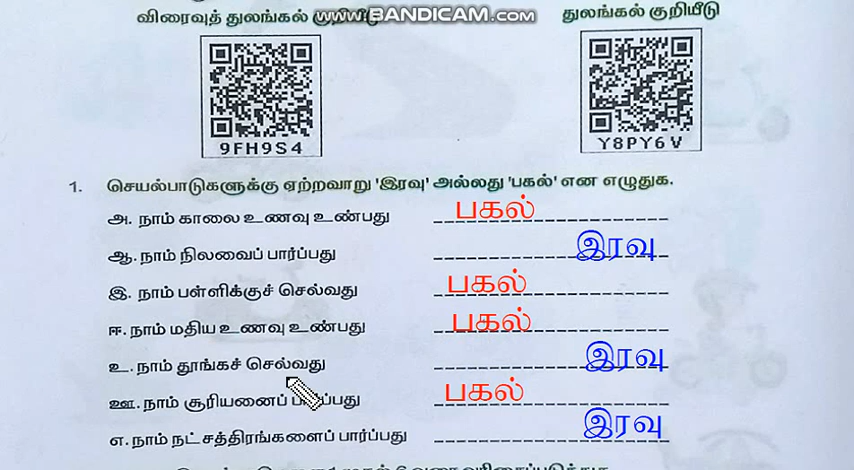 www.BANDICAM.com
விரைவுத் துலங்கல் குறியீடு
துலங்கல் குறியீடு
9FH9S4
Y8PY6V
1. செயல்பாடுகளுக்கு ஏற்றவாறு 'இரவு' அல்லது 'பகல்' என எழுதுக.
அ. நாம் காலை உணவு உண்பது பகல்
ஆ. நாம் நிலவைப் பார்ப்பது இரவு
இ. நாம் பள்ளிக்குச் செல்வது பகல்
ஈ. நாம் மதிய உணவு உண்பது பகல்
உ. நாம் தூங்கச் செல்வது இரவு
ஊ. நாம் சூரியனைப் பார்ப்பது பகல்
எ. நாம் நட்சத்திரங்களைப் பார்ப்பது இரவு